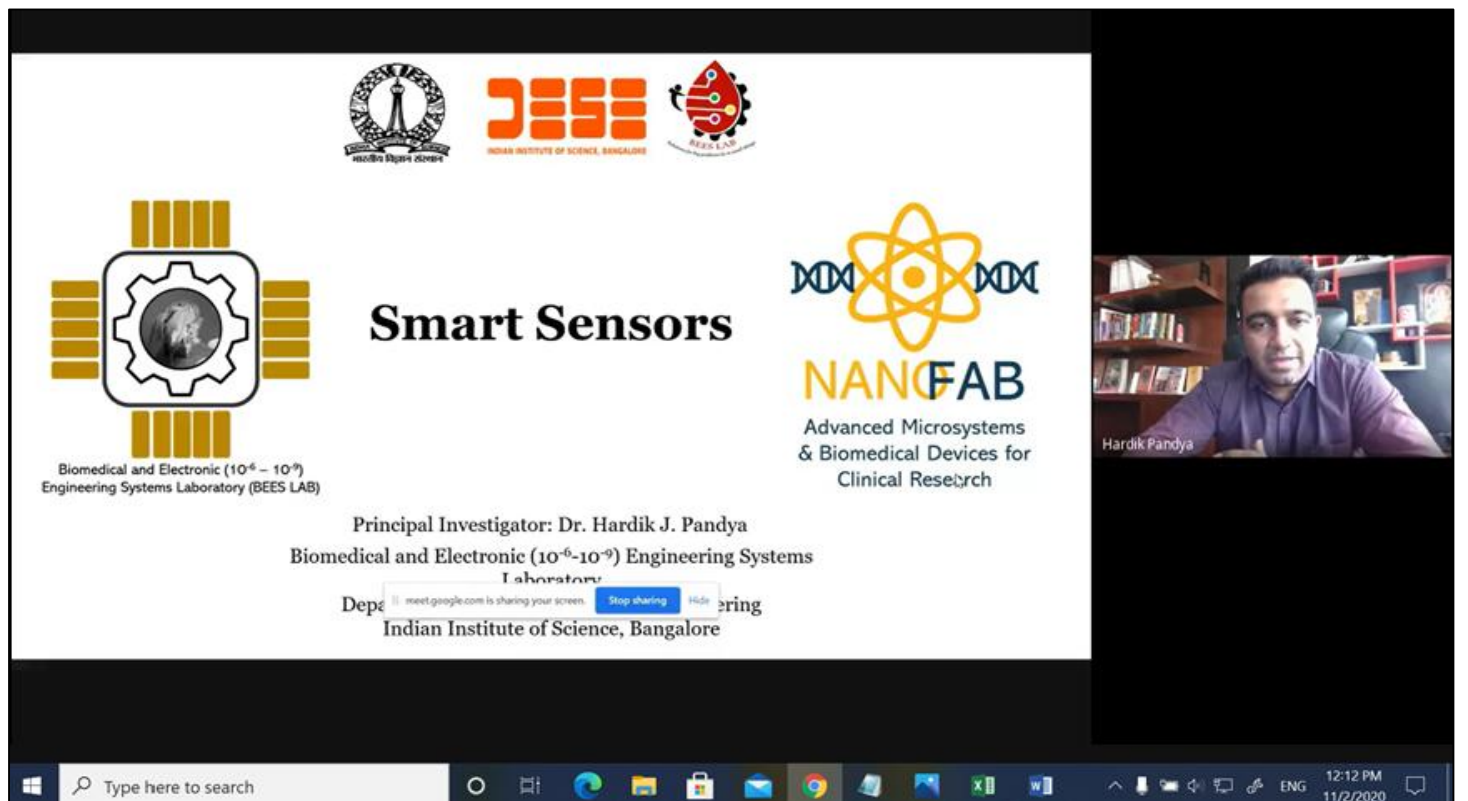 भारतीय विज्ञान संस्थान
DESE
INDIAN INSTITUTE OF SCIENCE, BANGALORE
BEES LAB
Smart Sensors
NANOFAB
Advanced Microsystems
& Biomedical Devices for
Clinical Research
Hardik Pandya
Biomedical and Electronic (10⁻⁶ – 10⁻⁹)
Engineering Systems Laboratory (BEES LAB)
Principal Investigator: Dr. Hardik J. Pandya
Biomedical and Electronic (10⁻⁶-10⁻⁹) Engineering Systems
Laboratory
meet.google.com is sharing your screen.
Stop sharing
Hide
Indian Institute of Science, Bangalore
Type here to search
ENG
12:12 PM
11/2/2020